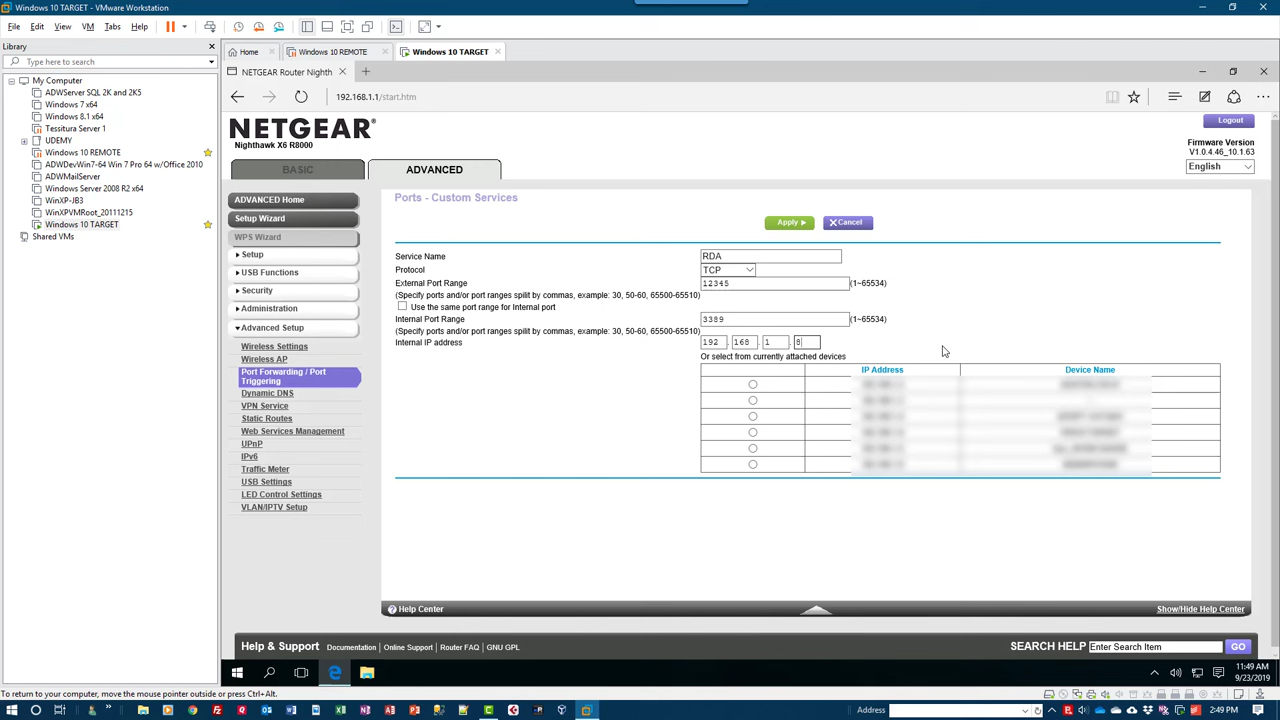 Windows 10 TARGET - VMware Workstation
File Edit View VM Tabs Help
Library
Type here to search
My Computer
ADWServer SQL 2K and 2K5
Windows 7 x64
Windows 8.1 x64
Tessitura Server 1
UDEMY
Windows 10 REMOTE
ADWDevWin7-64 Win 7 Pro 64 w/Office 2010
ADWMailServer
Windows Server 2008 R2 x64
WinXP-JB3
WinXPVMRoot_20111215
Windows 10 TARGET
Shared VMs
Home Windows 10 REMOTE Windows 10 TARGET
NETGEAR Router Nighth
192.168.1.1/start.htm
NETGEAR®
Nighthawk X6 R8000
Logout
Firmware Version
V1.0.4.46_10.1.63
English
BASIC ADVANCED
ADVANCED Home
Setup Wizard
WPS Wizard
Setup
USB Functions
Security
Administration
Advanced Setup
Wireless Settings
Wireless AP
Port Forwarding / Port
Triggering
Dynamic DNS
VPN Service
Static Routes
Web Services Management
UPnP
IPv6
Traffic Meter
USB Settings
LED Control Settings
VLAN/IPTV Setup
Ports - Custom Services
Apply Cancel
Service Name RDA
Protocol TCP
External Port Range 12345 (1~65534)
(Specify ports and/or port ranges spilit by commas, example: 30, 50-60, 65500-65510)
Use the same port range for Internal port
Internal Port Range 3389 (1~65534)
(Specify ports and/or port ranges spilit by commas, example: 30, 50-60, 65500-65510)
Internal IP address 192 . 168 . 1 . 8
Or select from currently attached devices
IP Address Device Name
Help Center Show/Hide Help Center
Help & Support Documentation | Online Support | Router FAQ | GNU GPL SEARCH HELP Enter Search Item GO
11:49 AM
9/23/2019
To return to your computer, move the mouse pointer outside or press Ctrl+Alt.
Address
2:49 PM